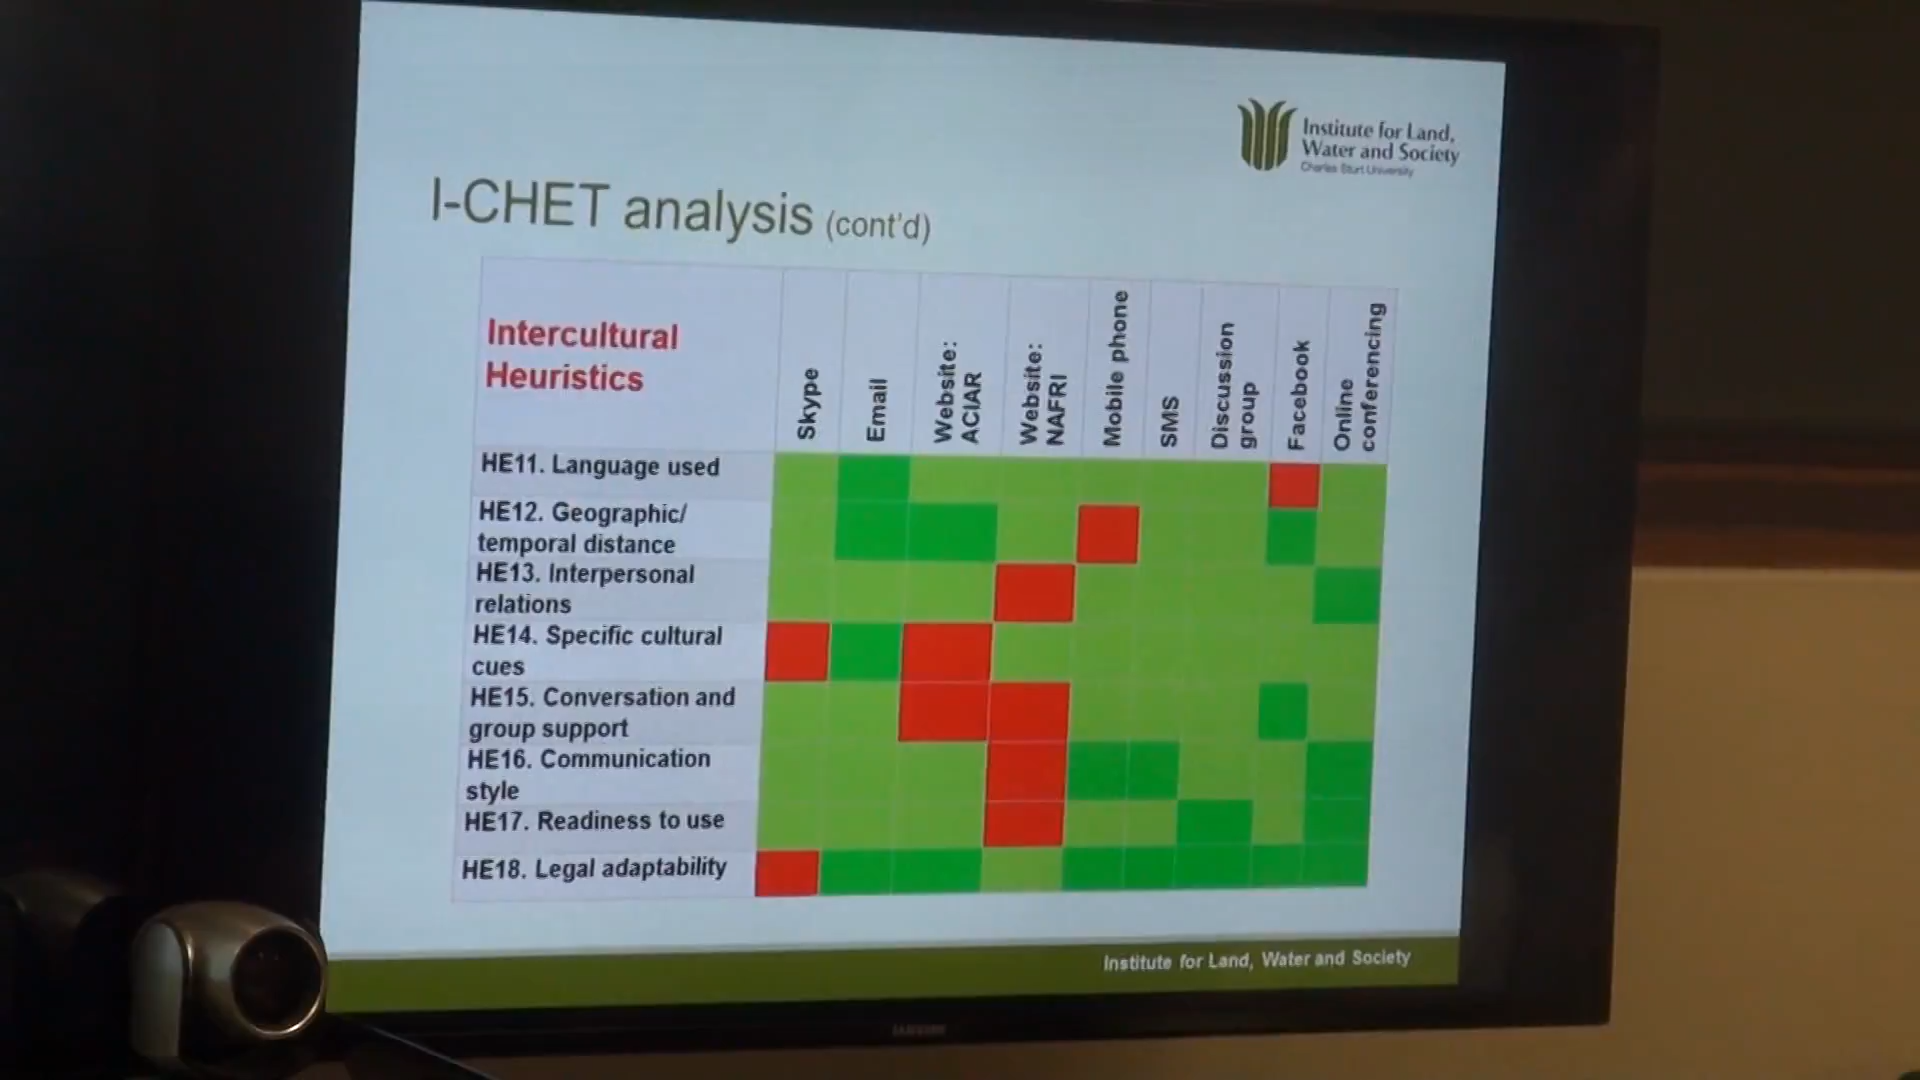 Institute for Land,
Water and Society
Charles Sturt University
I-CHET analysis (cont'd)
Intercultural
Heuristics
Skype
Email
Website:
ACIAR
Website:
NAFRI
Mobile phone
SMS
Discussion
group
Facebook
Online
conferencing
HE11. Language used
HE12. Geographic/
temporal distance
HE13. Interpersonal
relations
HE14. Specific cultural
cues
HE15. Conversation and
group support
HE16. Communication
style
HE17. Readiness to use
HE18. Legal adaptability
Institute for Land, Water and Society
SAMSUNG